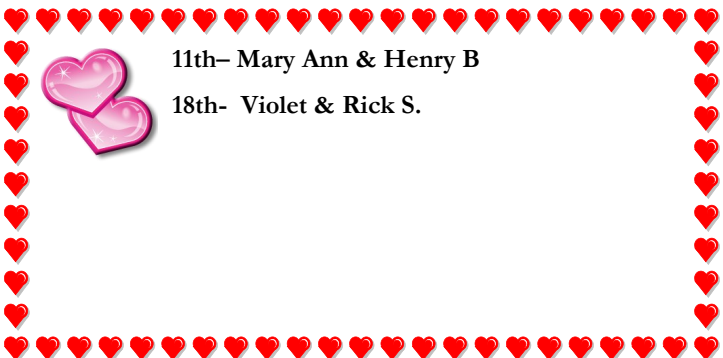 11th– Mary Ann & Henry B
18th-  Violet & Rick S.